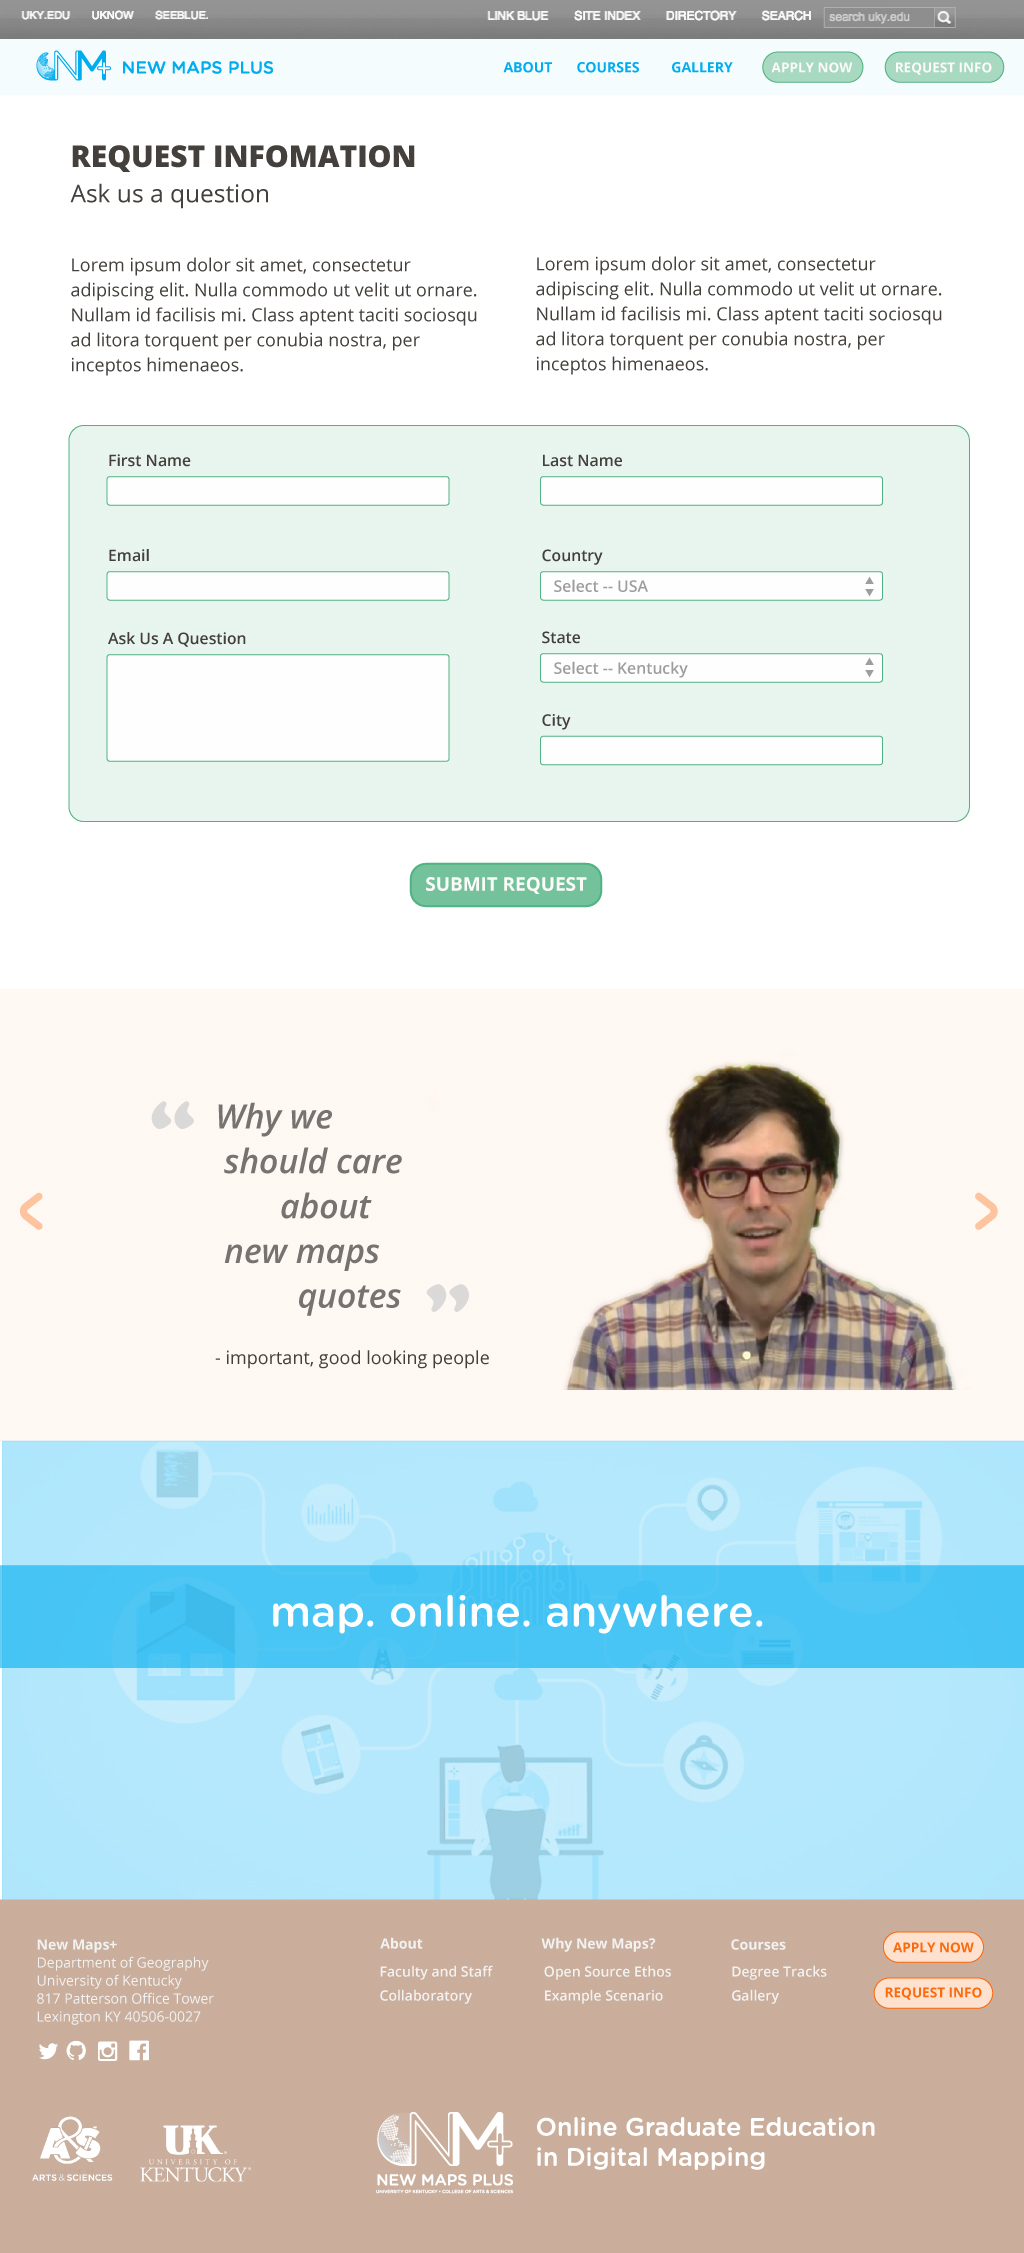 UKY.EDU UKNOW SEEBLUE. LINK BLUE SITE INDEX DIRECTORY SEARCH search uky.edu
NM+ NEW MAPS PLUS ABOUT COURSES GALLERY APPLY NOW REQUEST INFO
REQUEST INFOMATION
Ask us a question
Lorem ipsum dolor sit amet, consectetur
adipiscing elit. Nulla commodo ut velit ut ornare.
Nullam id facilisis mi. Class aptent taciti sociosqu
ad litora torquent per conubia nostra, per
inceptos himenaeos.
Lorem ipsum dolor sit amet, consectetur
adipiscing elit. Nulla commodo ut velit ut ornare.
Nullam id facilisis mi. Class aptent taciti sociosqu
ad litora torquent per conubia nostra, per
inceptos himenaeos.
First Name
Last Name
Email
Country
Select -- USA
Ask Us A Question
State
Select -- Kentucky
City
SUBMIT REQUEST
“ Why we
should care
about
new maps
quotes ”
- important, good looking people
map. online. anywhere.
New Maps+
Department of Geography
University of Kentucky
817 Patterson Office Tower
Lexington KY 40506-0027
About
Faculty and Staff
Collaboratory
Why New Maps?
Open Source Ethos
Example Scenario
Courses
Degree Tracks
Gallery
APPLY NOW
REQUEST INFO
A&S
ARTS & SCIENCES
UK
UNIVERSITY OF
KENTUCKY
NM+
NEW MAPS PLUS
UNIVERSITY OF KENTUCKY • COLLEGE OF ARTS & SCIENCES
Online Graduate Education
in Digital Mapping